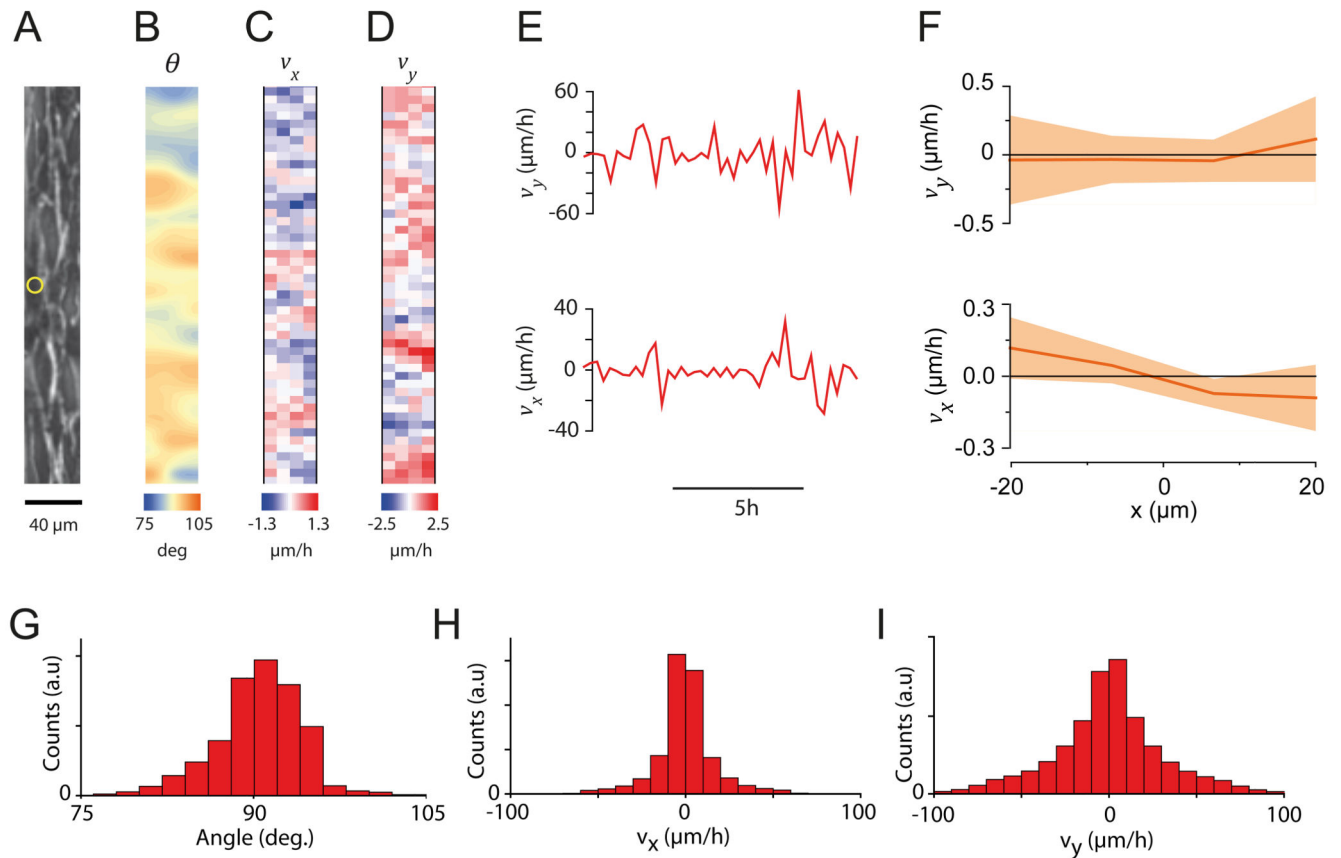 A
B
C
D
E
F
θ
v_x
v_y
40 µm
75 105
deg
-1.3 1.3
µm/h
-2.5 2.5
µm/h
v_y (µm/h)
60
0
-60
v_x (µm/h)
40
0
-40
5h
v_y (µm/h)
0.5
0
0.5
v_x (µm/h)
0.3
0.0
-0.3
-20 0 20
x (µm)
G
Counts (a.u)
0
75 90 105
Angle (deg.)
H
Counts (a.u)
0
-100 0 100
v_x (µm/h)
I
Counts (a.u)
0
-100 0 100
v_y (µm/h)